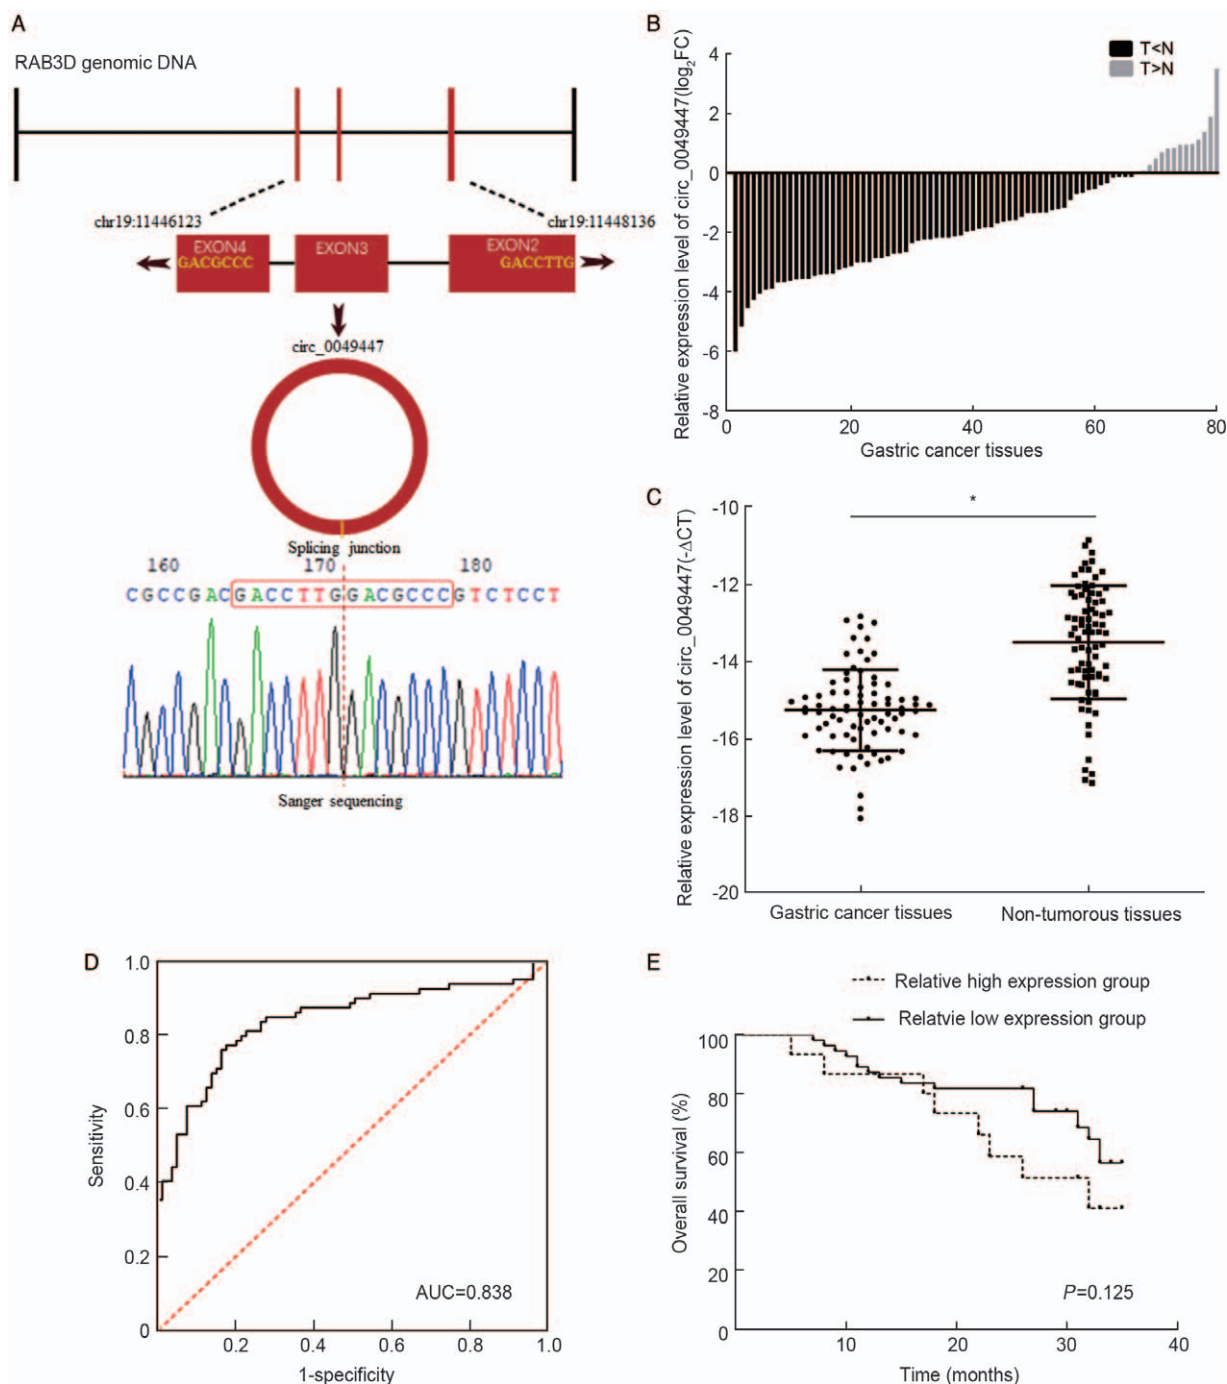 A
RAB3D genomic DNA
chr19:11446123
chr19:11448136
EXON4
GACGCCC
EXON3
EXON2
GACCTTG
circ_0049447
Splicing junction
160 170 180
CGCCGACGACCTTGGACGCCCGTCTCCT
Sanger sequencing
B
T<N
T>N
Relative expression level of circ_0049447(log2FC)
4
2
0
-2
-4
-6
-8
0 20 40 60 80
Gastric cancer tissues
C
*
Relative expression level of circ_0049447(-ΔCT)
-10
-12
-14
-16
-18
-20
Gastric cancer tissues Non-tumorous tissues
D
Sensitivity
1.0
0.8
0.6
0.4
0.2
0
AUC=0.838
0.2 0.4 0.6 0.8 1.0
1-specificity
E
Relative high expression group
Relatvie low expression group
Overall survival (%)
100
80
60
40
20
0
P=0.125
10 20 30 40
Time (months)